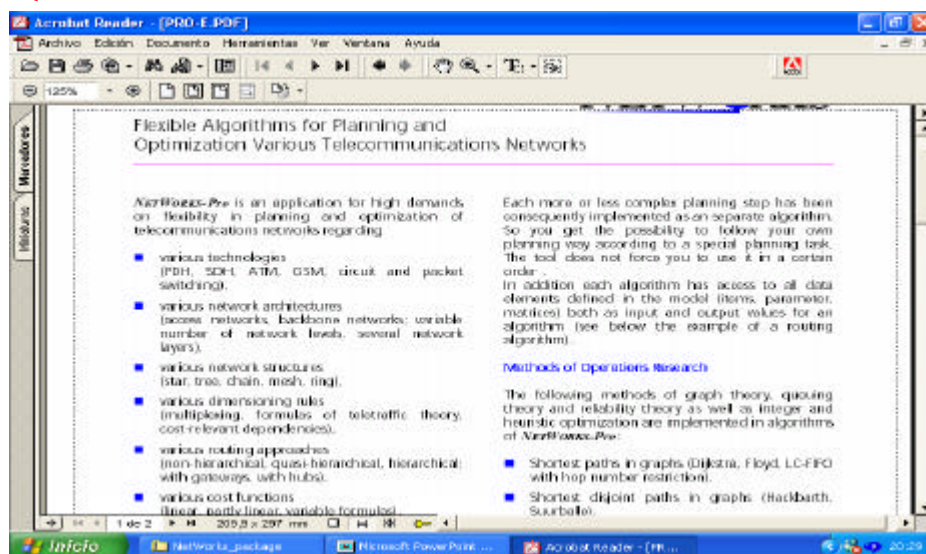 Acrobat Reader - [PRO-E.PDF]
Archivo Edición Documento Herramientas Ver Ventana Ayuda
125%
Marcadores
Miniaturas
Flexible Algorithms for Planning and
Optimization Various Telecommunications Networks
NETWORKS-Pro is an application for high demands
on flexibility in planning and optimization of
telecommunications networks regarding
various technologies
(PDH, SDH, ATM, GSM, circuit and packet
switching),
various network architectures
(access networks, backbone networks; variable
number of network levels, several network
layers),
various network structures
(star, tree, chain, mesh, ring),
various dimensioning rules
(multiplexing, formulas of teletraffic theory,
cost-relevant dependencies),
various routing approaches
(non-hierarchical, quasi-hierarchical, hierarchical;
with gateways, with hubs),
various cost functions
(linear, partly linear, variable formulas)
Each more or less complex planning step has been
consequently implemented as an separate algorithm.
So you get the possibility to follow your own
planning way according to a special planning task.
The tool does not force you to use it in a certain
order .
In addition each algorithm has access to all data
elements defined in the model (items, parameter,
matrices) both as input and output values for an
algorithm (see below the example of a routing
algorithm).
Methods of Operations Research
The following methods of graph theory, queuing
theory and reliability theory as well as integer and
heuristic optimization are implemented in algorithms
of NETWORKS-Pro:
Shortest paths in graphs (Dijkstra, Floyd, LC-FIFO
with hop number restriction).
Shortest disjoint paths in graphs (Hackbarth,
Suurballe).
1 de 2
209,9 x 297 mm
Inicio
NetWorks_package
Microsoft PowerPoint ...
Acrobat Reader - [PR...
20:29